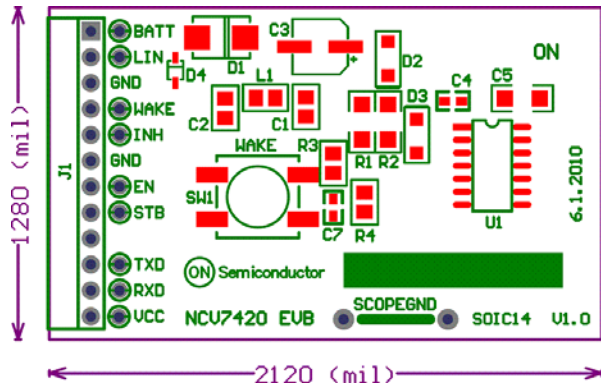 BATT
LIN
GND
WAKE
INH
GND
EN
STB
TXD
RXD
VCC
J1
1280 (mil)
2120 (mil)
D4
D1
C3
+
D2
ON
L1
C2
C1
D3
C4
C5
R3
R1
R2
WAKE
SW1
C7
R4
U1
6.1.2010
ON Semiconductor
NCV7420 EVB
SCOPEGND
SOIC14 V1.0